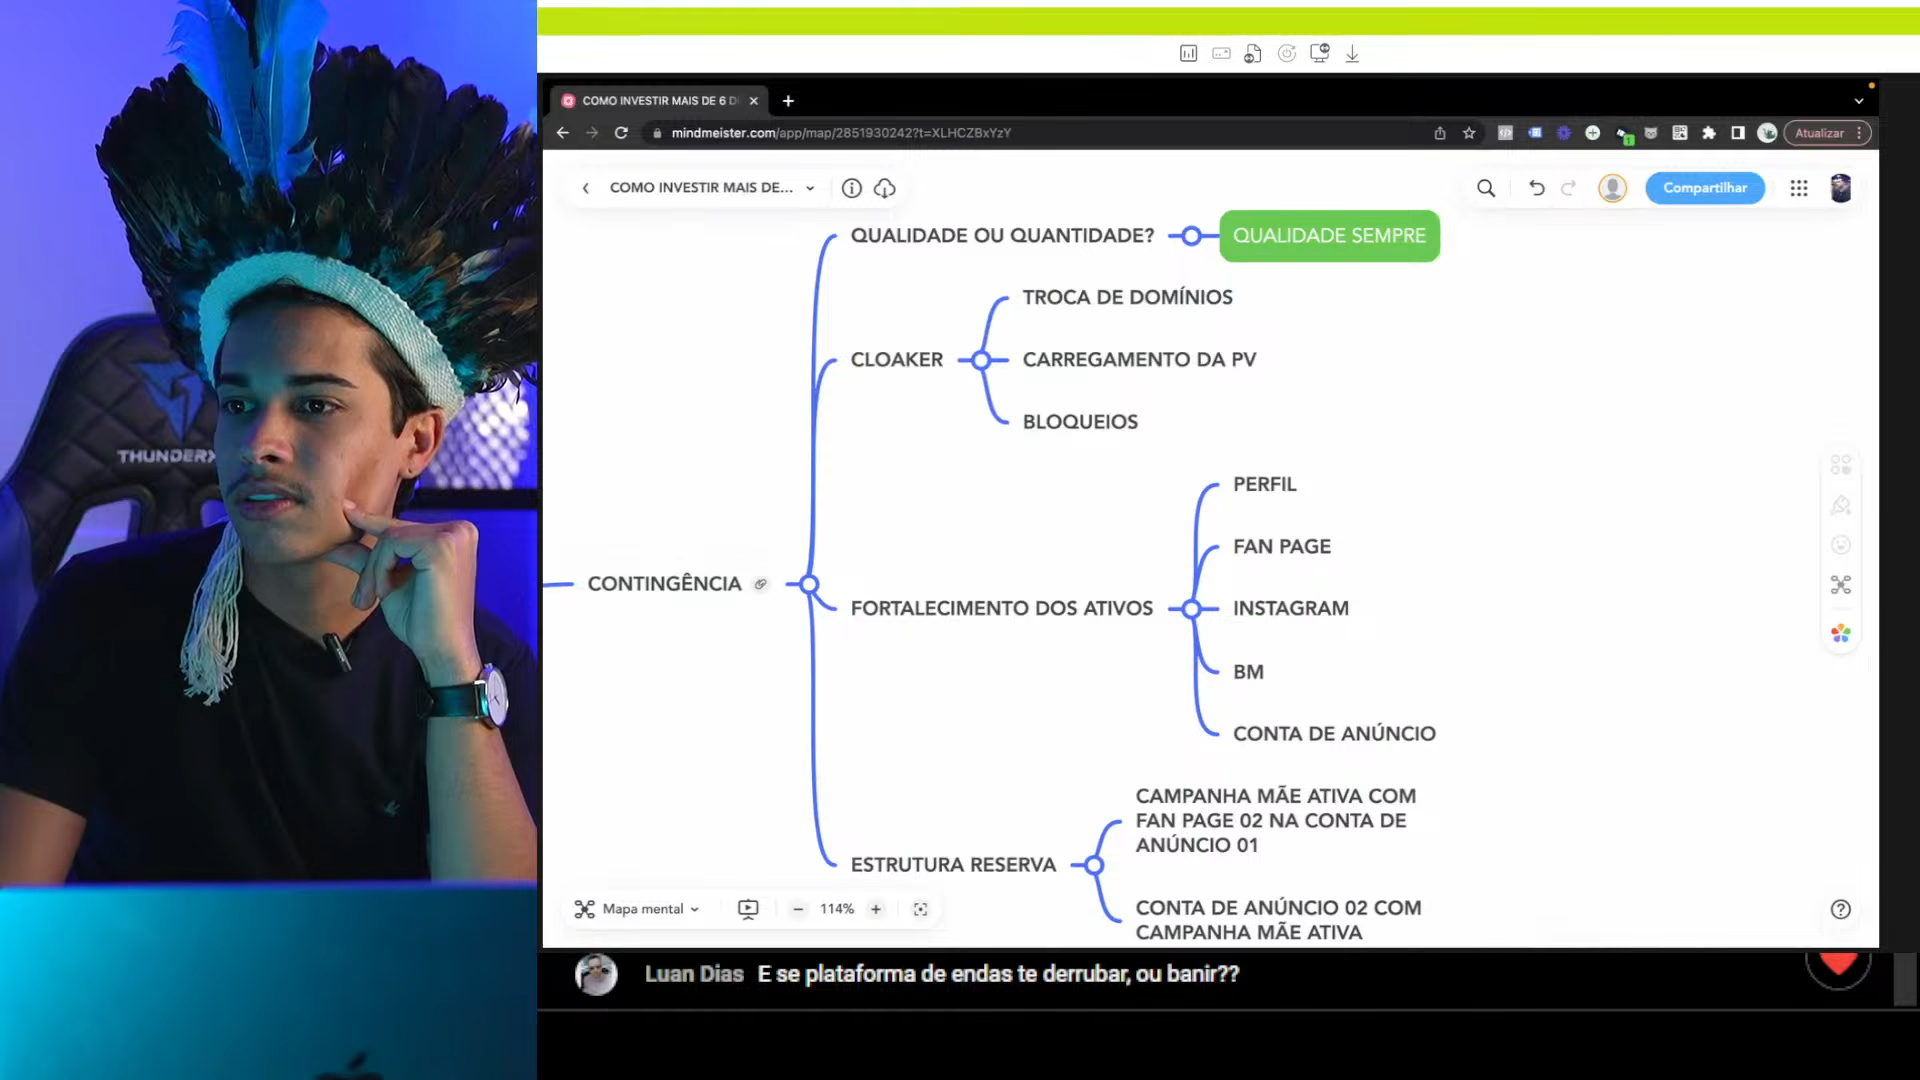 COMO INVESTIR MAIS DE 6 D
mindmeister.com/app/map/2851930242?t=XLHCZBxYzY
Atualizar
COMO INVESTIR MAIS DE...
Compartilhar
QUALIDADE OU QUANTIDADE?
QUALIDADE SEMPRE
CLOAKER
TROCA DE DOMÍNIOS
CARREGAMENTO DA PV
BLOQUEIOS
CONTINGÊNCIA
FORTALECIMENTO DOS ATIVOS
PERFIL
FAN PAGE
INSTAGRAM
BM
CONTA DE ANÚNCIO
ESTRUTURA RESERVA
CAMPANHA MÃE ATIVA COM
FAN PAGE 02 NA CONTA DE
ANÚNCIO 01
CONTA DE ANÚNCIO 02 COM
CAMPANHA MÃE ATIVA
Mapa mental
114%
Luan Dias E se plataforma de endas te derrubar, ou banir??
THUNDERX